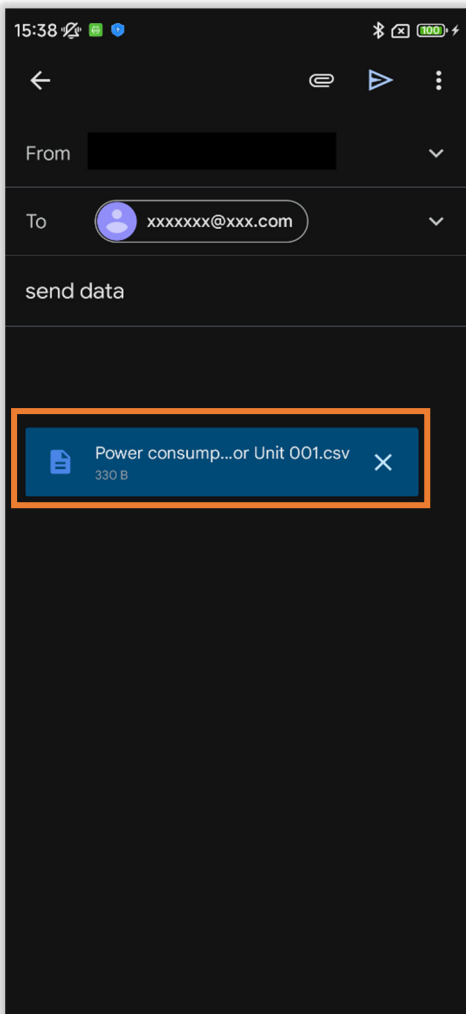 15:38
100
From
To xxxxxxx@xxx.com
send data
Power consump...or Unit 001.csv
330 B